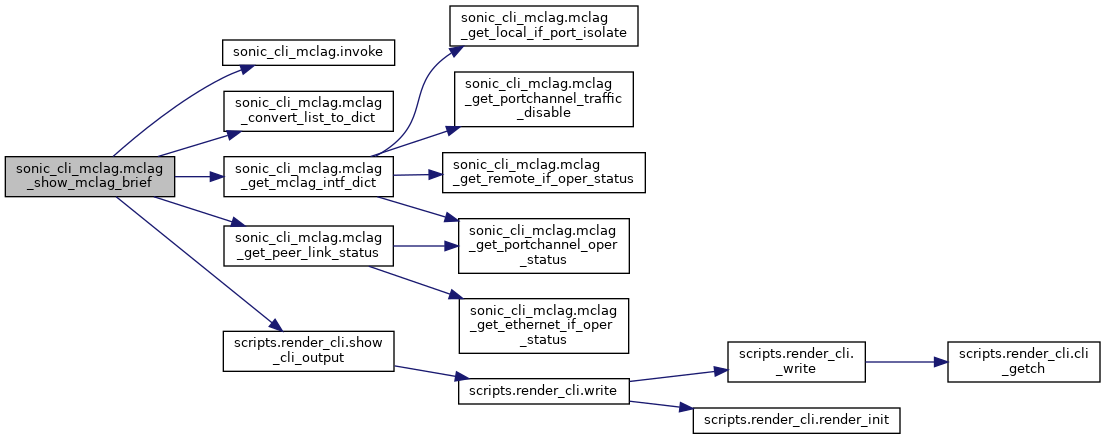 sonic_cli_mclag.mclag
_show_mclag_brief
sonic_cli_mclag.invoke
sonic_cli_mclag.mclag
_convert_list_to_dict
sonic_cli_mclag.mclag
_get_mclag_intf_dict
sonic_cli_mclag.mclag
_get_peer_link_status
scripts.render_cli.show
_cli_output
sonic_cli_mclag.mclag
_get_local_if_port_isolate
sonic_cli_mclag.mclag
_get_portchannel_traffic
_disable
sonic_cli_mclag.mclag
_get_remote_if_oper_status
sonic_cli_mclag.mclag
_get_portchannel_oper
_status
sonic_cli_mclag.mclag
_get_ethernet_if_oper
_status
scripts.render_cli.write
scripts.render_cli.
_write
scripts.render_cli.render_init
scripts.render_cli.cli
_getch